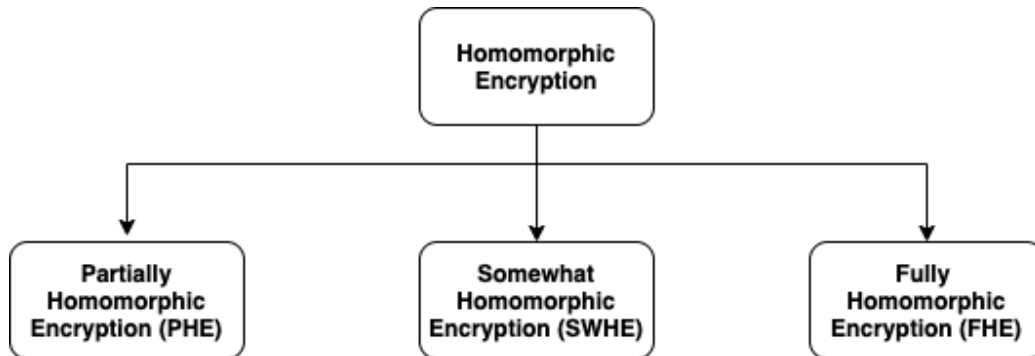 Homomorphic
Encryption
Partially
Homomorphic
Encryption (PHE)
Somewhat
Homomorphic
Encryption (SWHE)
Fully
Homomorphic
Encryption (FHE)